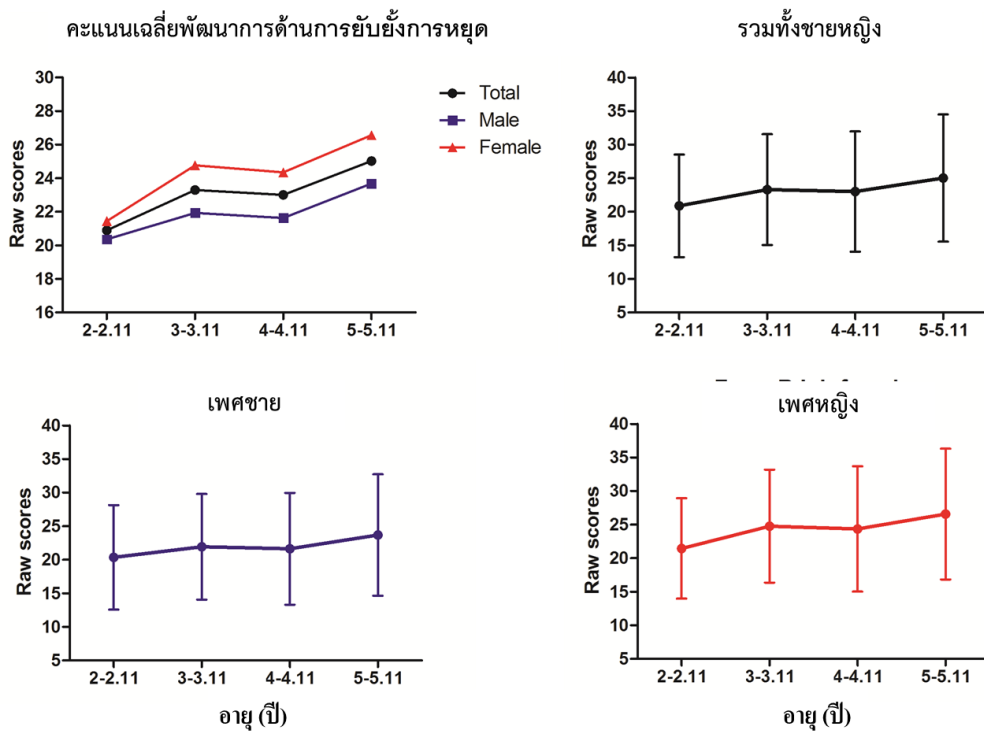 คะแนนเฉลี่ยพัฒนาการด้านการยับยั้งการหยุด
Raw scores
30
28
26
24
22
20
18
16
2-2.11 3-3.11 4-4.11 5-5.11
Total
Male
Female
รวมทั้งชายหญิง
Raw scores
40
35
30
25
20
15
10
5
2-2.11 3-3.11 4-4.11 5-5.11
เพศชาย
Raw scores
40
35
30
25
20
15
10
5
2-2.11 3-3.11 4-4.11 5-5.11
อายุ (ปี)
เพศหญิง
Raw scores
40
35
30
25
20
15
10
5
2-2.11 3-3.11 4-4.11 5-5.11
อายุ (ปี)